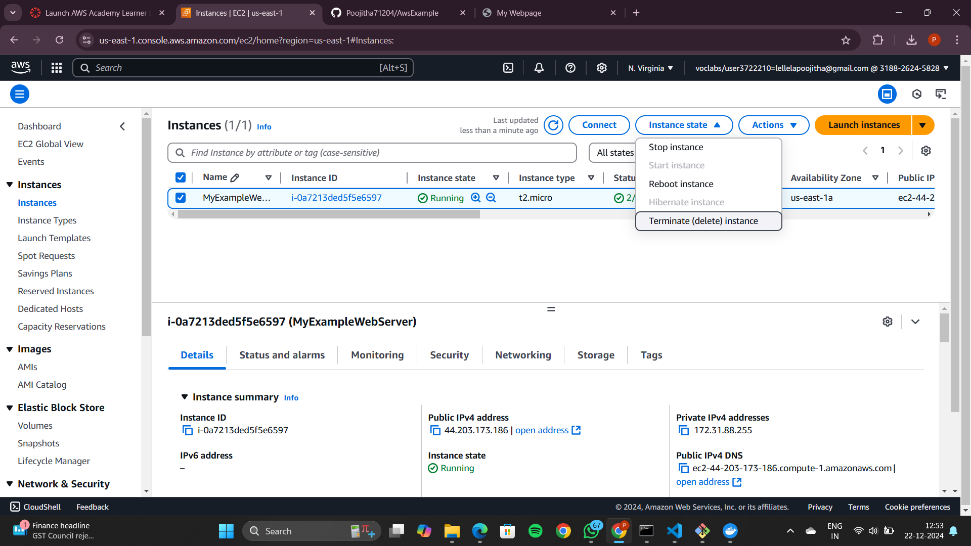 Launch AWS Academy Learner
Instances | EC2 | us-east-1
Poojitha71204/AwsExample
My Webpage
us-east-1.console.aws.amazon.com/ec2/home?region=us-east-1#Instances:
P
aws
Search
[Alt+S]
N. Virginia
voclabs/user3722210=lellelapoojitha@gmail.com @ 3188-2624-5828
Dashboard
EC2 Global View
Events
Instances
Instances
Instance Types
Launch Templates
Spot Requests
Savings Plans
Reserved Instances
Dedicated Hosts
Capacity Reservations
Images
AMIs
AMI Catalog
Elastic Block Store
Volumes
Snapshots
Lifecycle Manager
Network & Security
Instances (1/1) Info
Last updated
less than a minute ago
Connect
Instance state
Actions
Launch instances
Find Instance by attribute or tag (case-sensitive)
All states
1
Stop instance
Start instance
Reboot instance
Hibernate instance
Terminate (delete) instance
Name
Instance ID
Instance state
Instance type
Statu
Availability Zone
Public IP
MyExampleWe...
i-0a7213ded5f5e6597
Running
t2.micro
2/
us-east-1a
ec2-44-2
i-0a7213ded5f5e6597 (MyExampleWebServer)
Details
Status and alarms
Monitoring
Security
Networking
Storage
Tags
Instance summary Info
Instance ID
i-0a7213ded5f5e6597
Public IPv4 address
44.203.173.186 | open address
Private IPv4 addresses
172.31.88.255
IPv6 address
–
Instance state
Running
Public IPv4 DNS
ec2-44-203-173-186.compute-1.amazonaws.com |
open address
CloudShell
Feedback
© 2024, Amazon Web Services, Inc. or its affiliates.
Privacy
Terms
Cookie preferences
1
Finance headline
GST Council reje...
Search
ENG
IN
12:53
22-12-2024